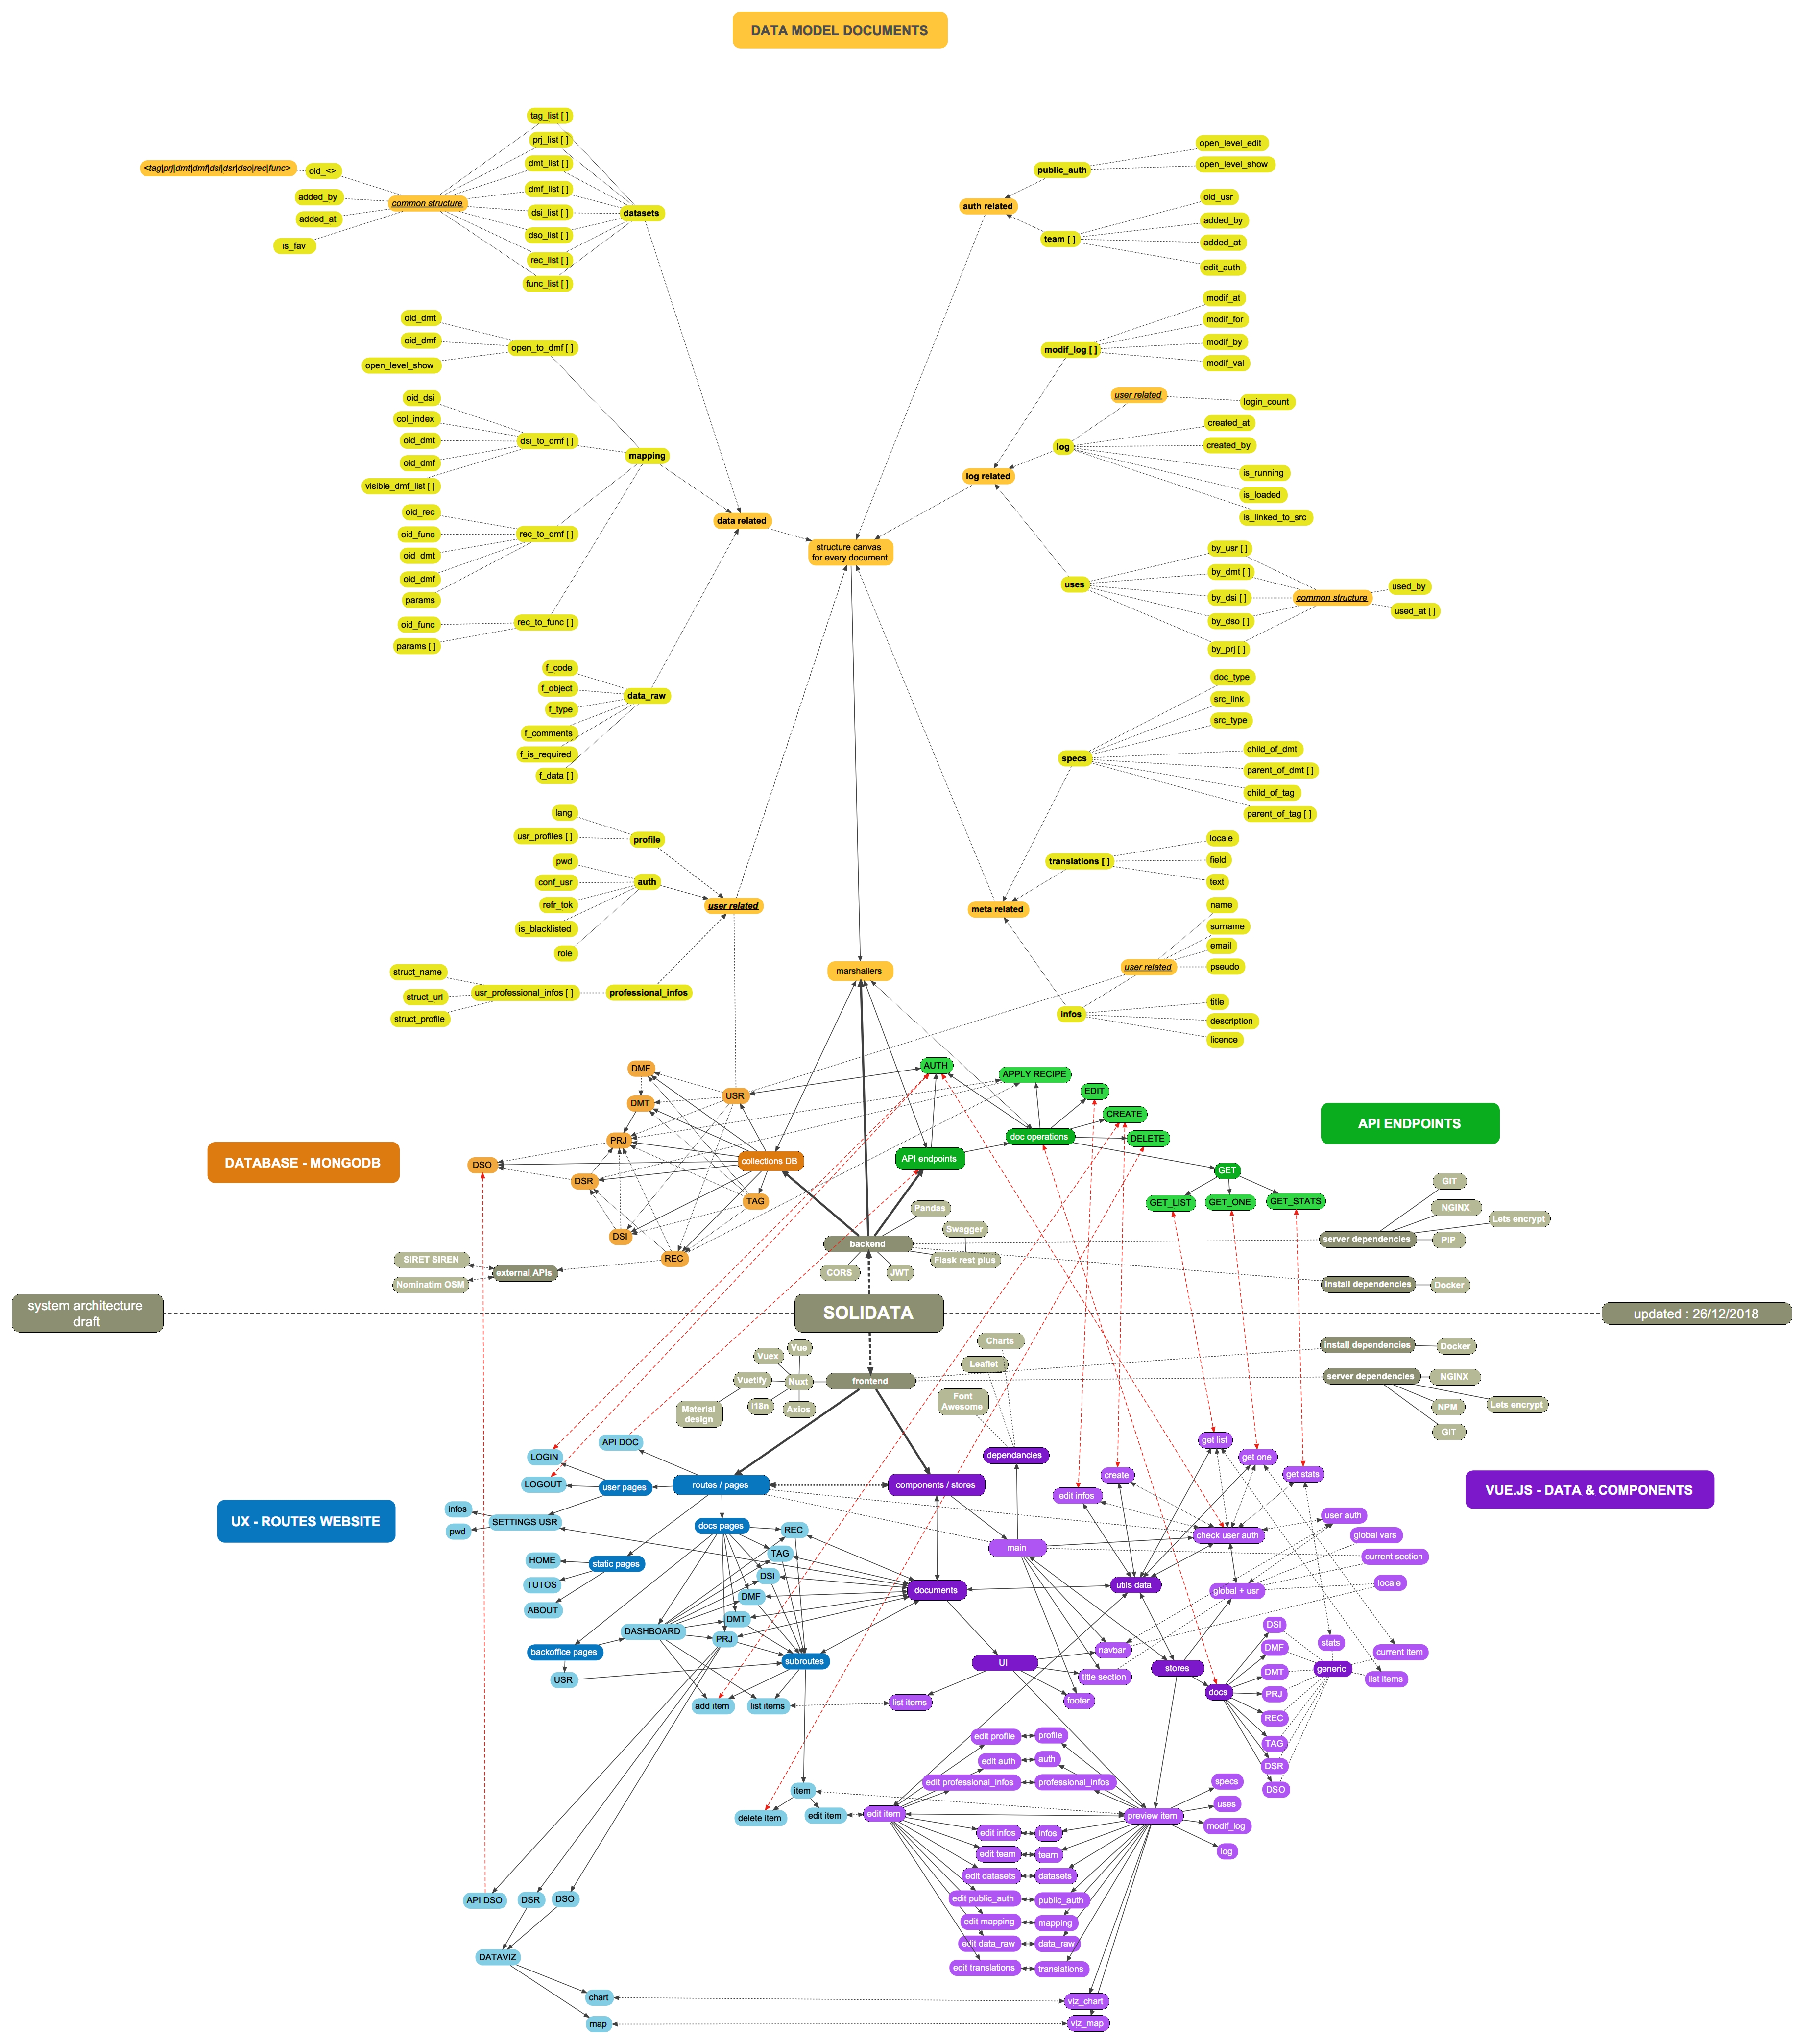 DATA MODEL DOCUMENTS
tag_list [ ]
prj_list [ ]
dmt_list [ ]
dmf_list [ ]
dsi_list [ ]
dso_list [ ]
rec_list [ ]
func_list [ ]
<tag|prj|dmt|dmf|dsi|dsr|dso|rec|func>
oid_<>
added_by
added_at
is_fav
common structure
datasets
oid_dmt
oid_dmf
open_level_show
open_to_dmf [ ]
oid_dsi
col_index
oid_dmt
oid_dmf
visible_dmf_list [ ]
dsi_to_dmf [ ]
mapping
oid_rec
oid_func
oid_dmt
oid_dmf
params
rec_to_dmf [ ]
oid_func
params [ ]
rec_to_func [ ]
data related
f_code
f_object
f_type
f_comments
f_is_required
f_data [ ]
data_raw
lang
usr_profiles [ ]
profile
pwd
conf_usr
refr_tok
is_blacklisted
role
auth
user related
struct_name
struct_url
struct_profile
usr_professional_infos [ ]
professional_infos
structure canvas
for every document
marshallers
open_level_edit
open_level_show
public_auth
auth related
oid_usr
added_by
added_at
edit_auth
team [ ]
modif_at
modif_for
modif_by
modif_val
modif_log [ ]
user related
login_count
created_at
created_by
is_running
is_loaded
is_linked_to_src
log
log related
by_usr [ ]
by_dmt [ ]
by_dsi [ ]
by_dso [ ]
by_prj [ ]
uses
common structure
used_by
used_at [ ]
doc_type
src_link
src_type
child_of_dmt
parent_of_dmt [ ]
child_of_tag
parent_of_tag [ ]
specs
locale
field
text
translations [ ]
meta related
name
surname
email
pseudo
user related
title
description
licence
infos
DATABASE - MONGODB
DMF
DMT
USR
PRJ
DSO
DSR
collections DB
TAG
DSI
REC
SIRET SIREN
Nominatim OSM
external APIs
API ENDPOINTS
AUTH
APPLY RECIPE
EDIT
CREATE
DELETE
doc operations
API endpoints
GET
GET_LIST
GET_ONE
GET_STATS
Pandas
Swagger
backend
Flask rest plus
CORS
JWT
server dependencies
GIT
NGINX
Lets encrypt
PIP
install dependencies
Docker
system architecture
draft
SOLIDATA
updated : 26/12/2018
install dependencies
Docker
server dependencies
NGINX
Lets encrypt
NPM
GIT
Charts
Leaflet
Font
Awesome
Vue
Vuex
Vuetify
Nuxt
Material
design
i18n
Axios
frontend
UX - ROUTES WEBSITE
API DOC
LOGIN
LOGOUT
user pages
routes / pages
infos
pwd
SETTINGS USR
docs pages
REC
TAG
DSI
DMF
DMT
PRJ
HOME
TUTOS
ABOUT
static pages
DASHBOARD
backoffice pages
USR
subroutes
add item
list items
item
delete item
edit item
API DSO
DSR
DSO
DATAVIZ
chart
map
VUE.JS - DATA & COMPONENTS
dependancies
components / stores
main
documents
get list
get one
get stats
create
edit infos
check user auth
user auth
global vars
current section
locale
utils data
global + usr
UI
navbar
title section
footer
list items
stores
docs
DSI
DMF
DMT
PRJ
REC
TAG
DSR
DSO
stats
generic
current item
list items
edit profile
profile
edit auth
auth
edit professional_infos
professional_infos
edit item
preview item
edit infos
infos
edit team
team
edit datasets
datasets
edit public_auth
public_auth
edit mapping
mapping
edit data_raw
data_raw
edit translations
translations
specs
uses
modif_log
log
viz_chart
viz_map